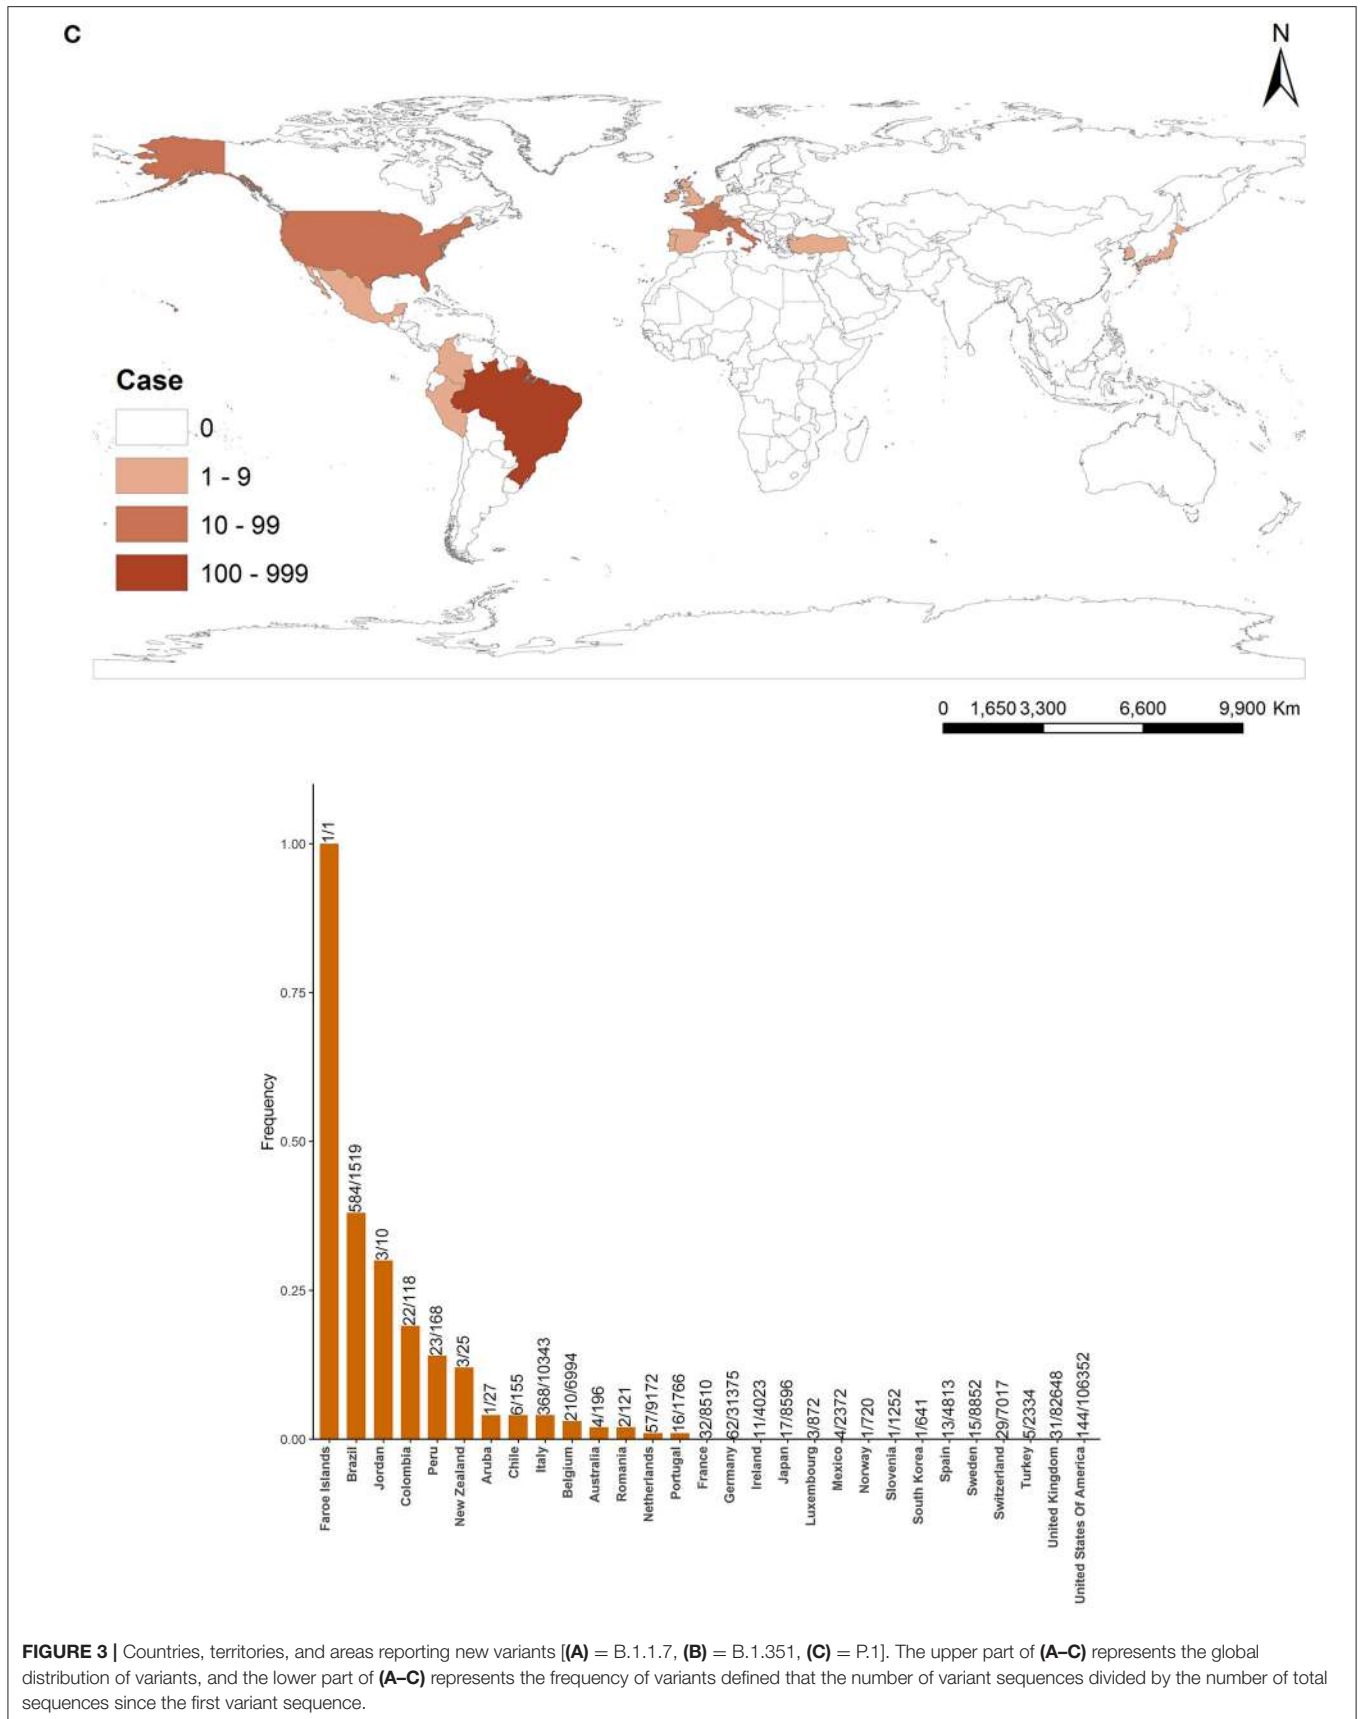 C
N
Case
0
1 - 9
10 - 99
100 - 999
0 1,650 3,300 6,600 9,900 Km
Frequency
1.00
0.75
0.50
0.25
0.00
1/1
584/1519
3/10
22/118
23/168
3/25
1/27
6/155
368/10343
210/6994
4/196
2/121
57/9172
16/1766
32/8510
62/31375
11/4023
17/8596
3/872
4/2372
1/720
1/1252
1/641
13/4813
15/8852
29/7017
5/2334
31/82648
144/106352
Faroe Islands
Brazil
Jordan
Colombia
Peru
New Zealand
Aruba
Chile
Italy
Belgium
Australia
Romania
Netherlands
Portugal
France
Germany
Ireland
Japan
Luxembourg
Mexico
Norway
Slovenia
South Korea
Spain
Sweden
Switzerland
Turkey
United Kingdom
United States Of America
FIGURE 3 | Countries, territories, and areas reporting new variants [(A) = B.1.1.7, (B) = B.1.351, (C) = P.1]. The upper part of (A–C) represents the global
distribution of variants, and the lower part of (A–C) represents the frequency of variants defined that the number of variant sequences divided by the number of total
sequences since the first variant sequence.